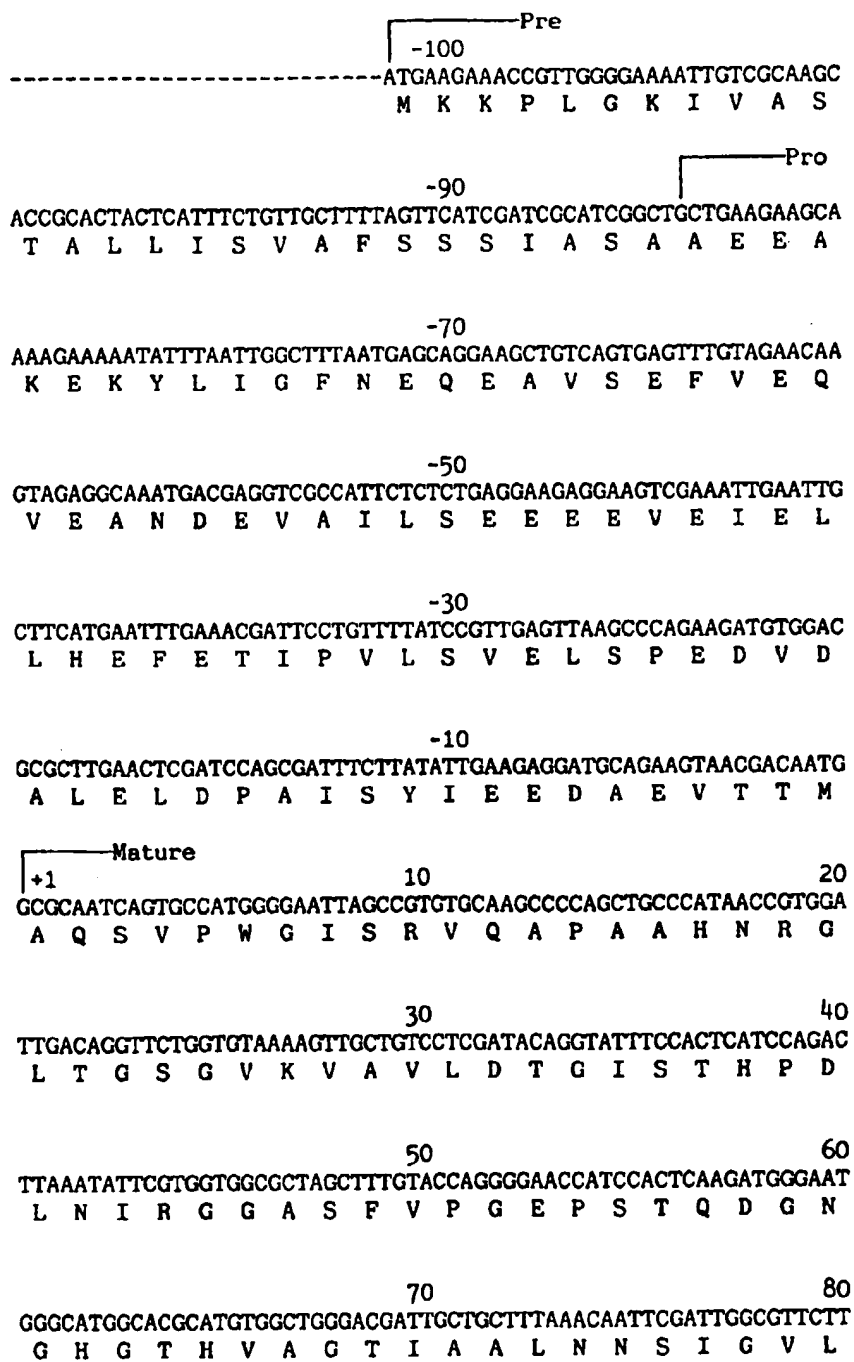 Pre
-100
----------------------ATGAAGAAACCGTTGGGGAAAATTGTCGCAAGC
M K K P L G K I V A S
Pro
-90
ACCGCACTACTCATTTCTGTTGCTTTTAGTTCATCGATCGCATCGGCTGCTGAAGAAGCA
T A L L I S V A F S S S I A S A A E E A
-70
AAAGAAAAATATTTAATTGGCTTTAATGAGCAGGAAGCTGTCAGTGAGTTTGTAGAACAA
K E K Y L I G F N E Q E A V S E F V E Q
-50
GTAGAGGCAAATGACGAGGTCGCCATTCTCTCTGAGGAAGAGGAAGTCGAAATTGAATTG
V E A N D E V A I L S E E E E V E I E L
-30
CTTCATGAATTTGAAACGATTCCTGTTTTATCCGTTGAGTTAAGCCCAGAAGATGTGGAC
L H E F E T I P V L S V E L S P E D V D
-10
GCGCTTGAACTCGATCCAGCGATTTCTTATATTGAAGAGGATGCAGAAGTAACGACAATG
A L E L D P A I S Y I E E D A E V T T M
Mature
+1 10 20
GCGCAATCAGTGCCATGGGGAATTAGCCGTGTGCAAGCCCCAGCTGCCCATAACCGTGGA
A Q S V P W G I S R V Q A P A A H N R G
30 40
TTGACAGGTTCTGGTGTAAAAGTTGCTGTCCTCGATACAGGTATTTCCACTCATCCAGAC
L T G S G V K V A V L D T G I S T H P D
50 60
TTAAATATTCGTGGTGGCGCTAGCTTTGTACCAGGGGAACCATCCACTCAAGATGGGAAT
L N I R G G A S F V P G E P S T Q D G N
70 80
GGGCATGGCACGCATGTGGCTGGGACGATTGCTGCTTTAAACAATTCGATTGGCGTTCTT
G H G T H V A G T I A A L N N S I G V L